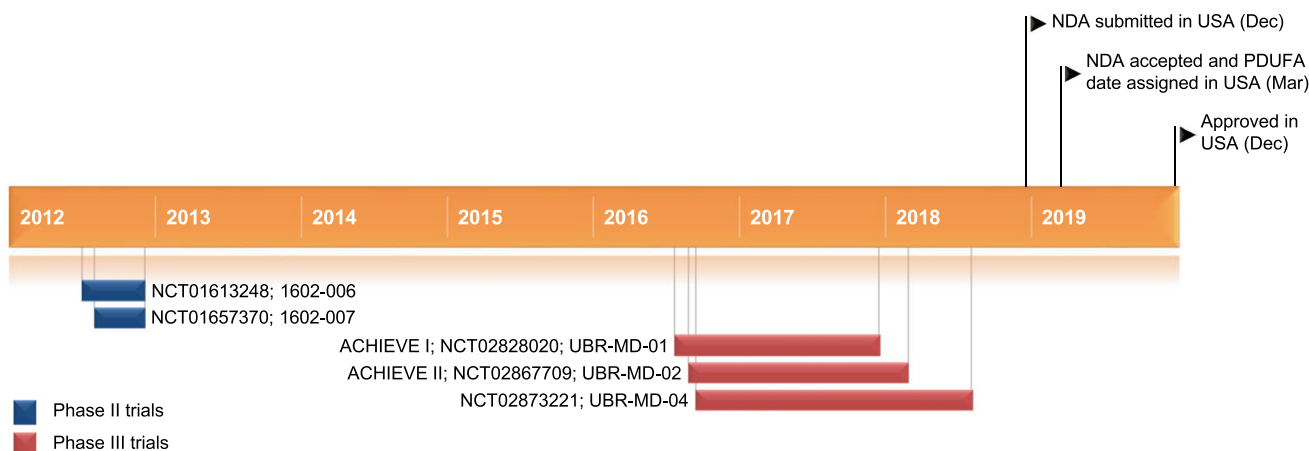 NDA submitted in USA (Dec)
NDA accepted and PDUFA
date assigned in USA (Mar)
Approved in
USA (Dec)
2012
2013
2014
2015
2016
2017
2018
2019
NCT01613248; 1602-006
NCT01657370; 1602-007
ACHIEVE I; NCT02828020; UBR-MD-01
ACHIEVE II; NCT02867709; UBR-MD-02
NCT02873221; UBR-MD-04
Phase II trials
Phase III trials